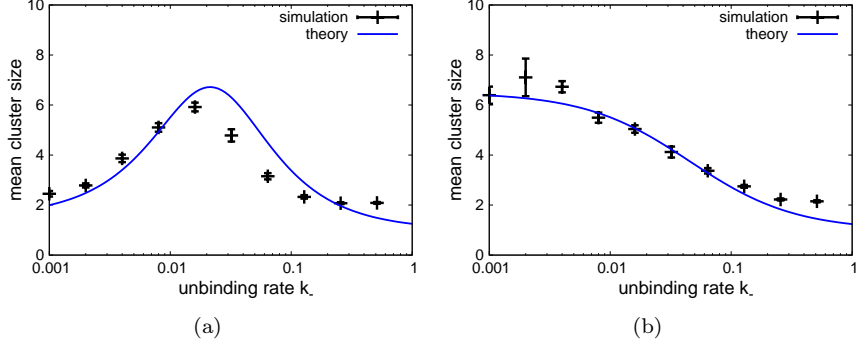 10
8
6
4
2
0
mean cluster size
simulation
theory
0.001
0.01
0.1
1
unbinding rate k-
(a)
10
8
6
4
2
0
mean cluster size
simulation
theory
0.001
0.01
0.1
1
unbinding rate k-
(b)